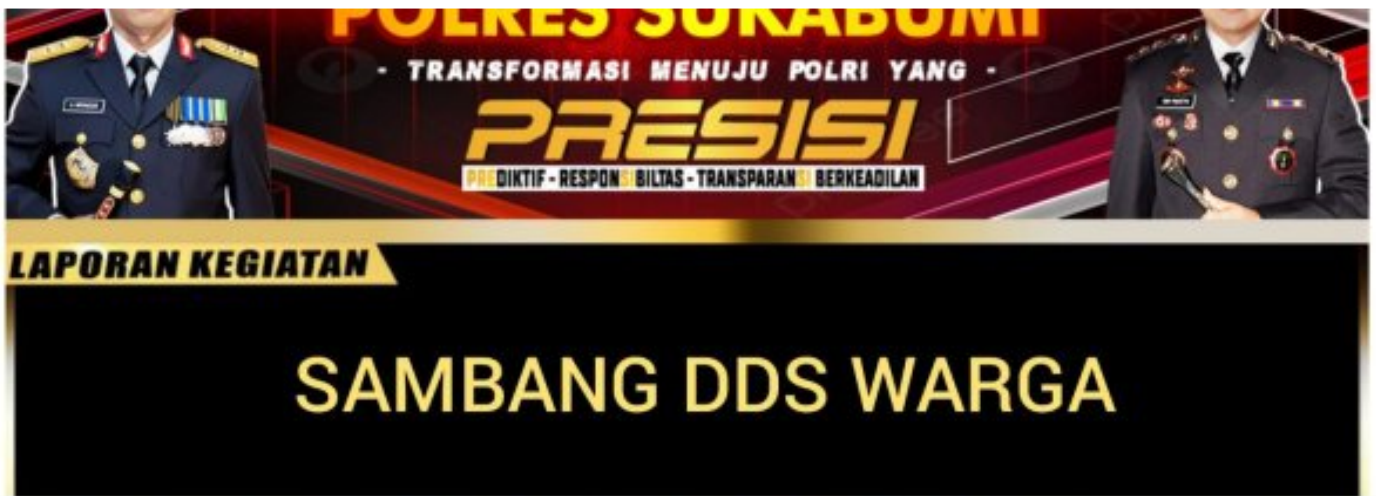 POLRES SUKABUMI
- TRANSFORMASI MENUJU POLRI YANG -
PRESISI
PREDIKTIF - RESPONSIBILTAS - TRANSPARANSI BERKEADILAN
LAPORAN KEGIATAN
SAMBANG DDS WARGA